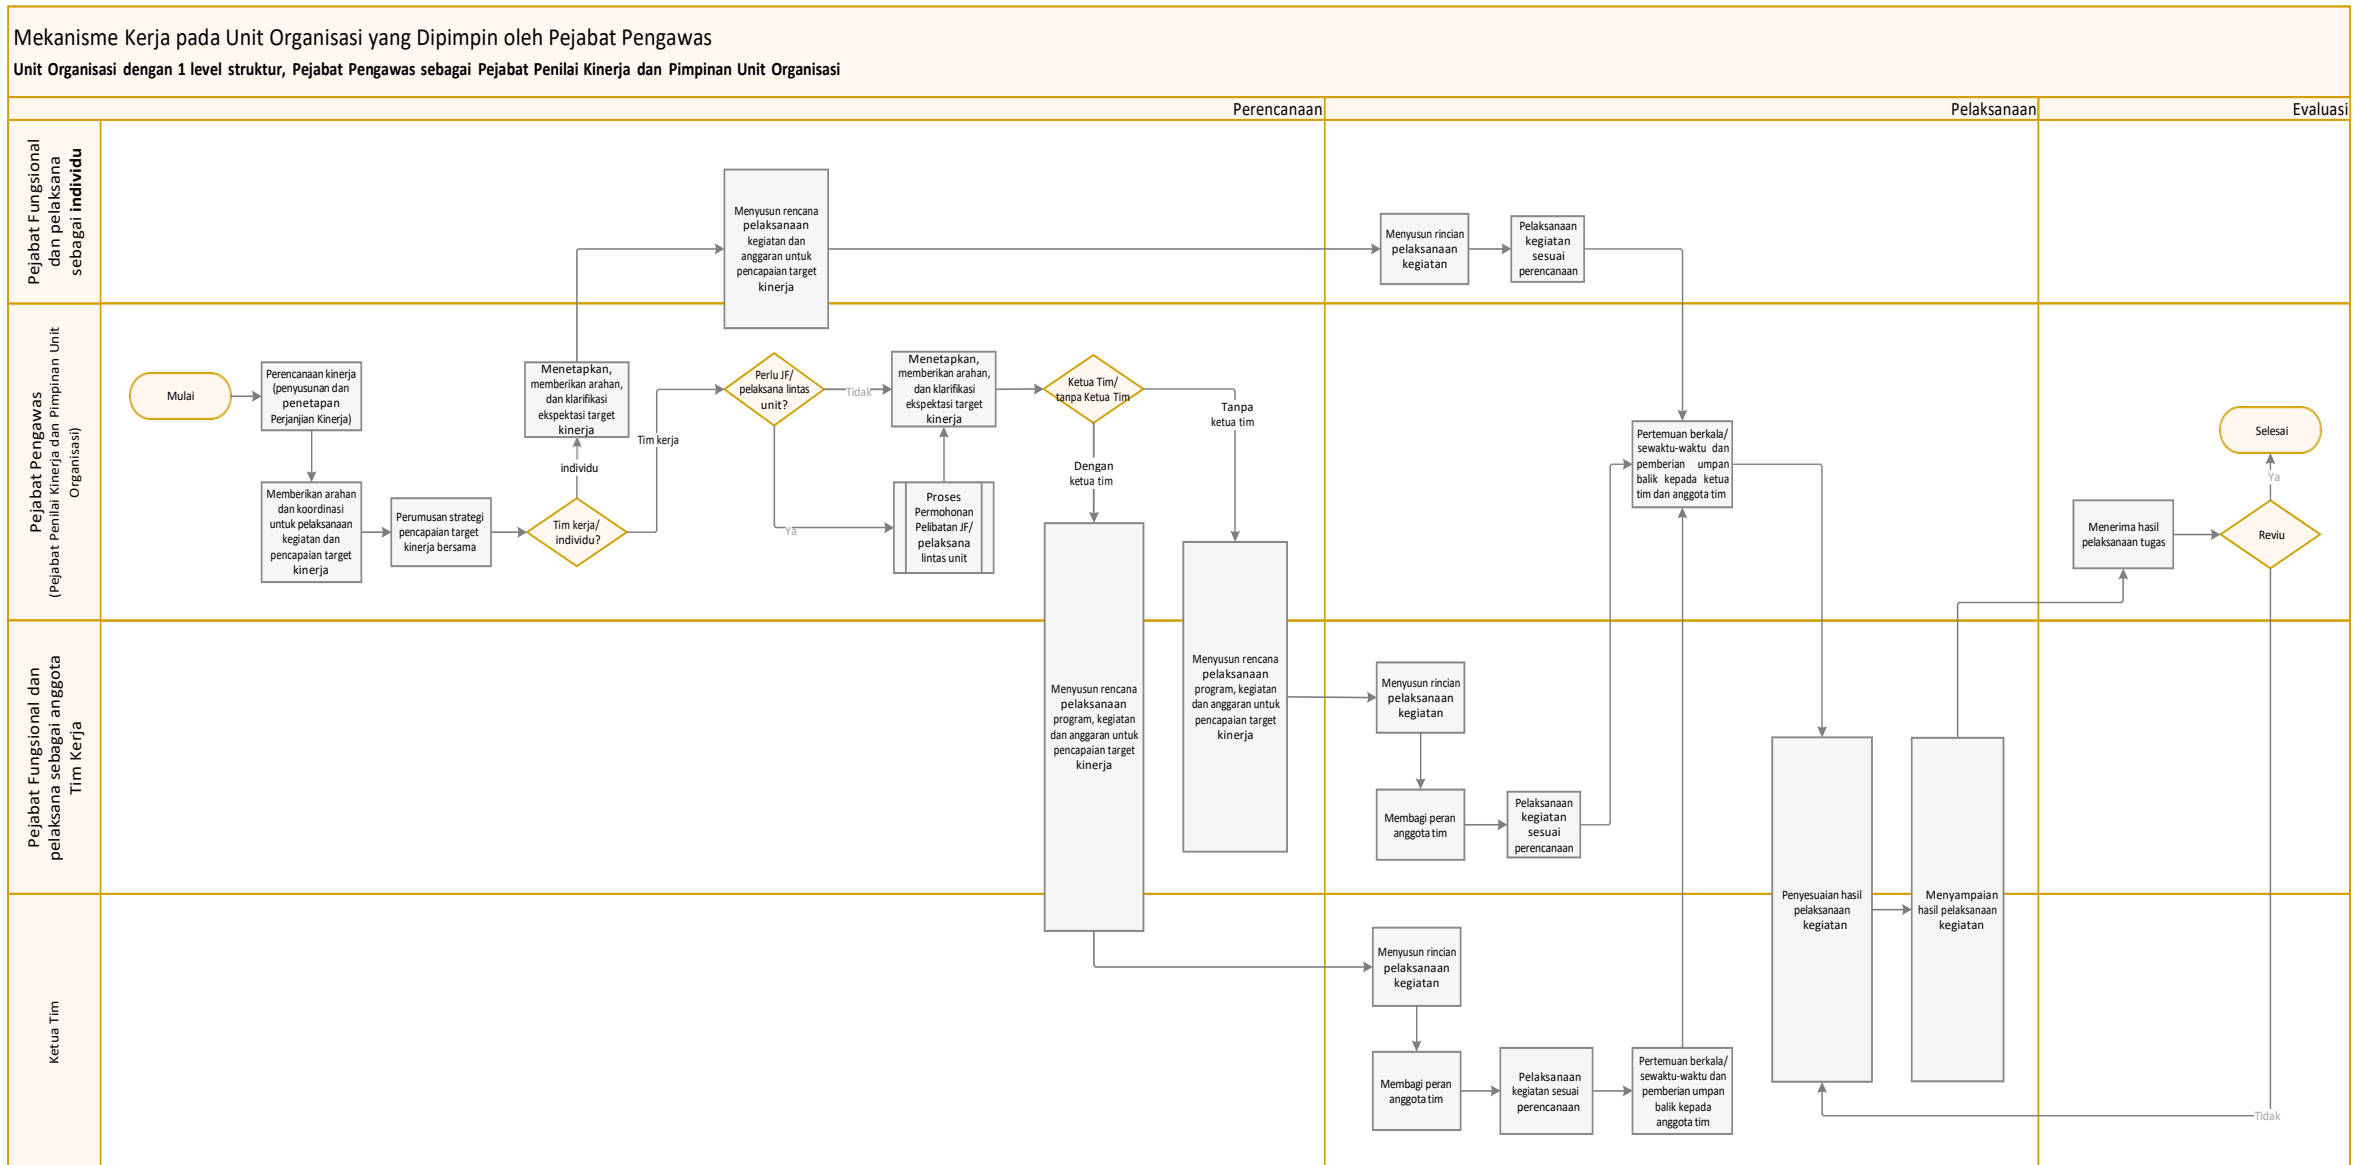 Mekanisme Kerja pada Unit Organisasi yang Dipimpin oleh Pejabat Pengawas
Unit Organisasi dengan 1 level struktur, Pejabat Pengawas sebagai Pejabat Penilai Kinerja dan Pimpinan Unit Organisasi
Perencanaan
Pelaksanaan
Evaluasi
Pejabat Fungsional
dan pelaksana
sebagai individu
Menyusun rencana
pelaksanaan
kegiatan dan
anggaran untuk
pencapaian target
kinerja
Menyusun rincian
pelaksanaan
kegiatan
Pelaksanaan
kegiatan
sesuai
perencanaan
Pejabat Pengawas
(Pejabat Penilai Kinerja dan Pimpinan Unit
Organisasi)
Mulai
Perencanaan kinerja
(penyusunan dan
penetapan
Perjanjian Kinerja)
Memberikan arahan
dan koordinasi
untuk pelaksanaan
kegiatan dan
pencapaian target
kinerja
Perumusan strategi
pencapaian target
kinerja bersama
Tim kerja/
individu?
individu
Menetapkan,
memberikan arahan,
dan klarifikasi
ekspektasi target
kinerja
Tim kerja
Perlu JF/
pelaksana lintas
unit?
Tidak
Ya
Proses
Permohonan
Pelibatan JF/
pelaksana
lintas unit
Menetapkan,
memberikan arahan,
dan klarifikasi
ekspektasi target
kinerja
Ketua Tim/
tanpa Ketua Tim
Dengan
ketua tim
Tanpa
ketua tim
Pertemuan berkala/
sewaktu-waktu dan
pemberian umpan
balik kepada ketua
tim dan anggota tim
Menerima hasil
pelaksanaan tugas
Reviu
Ya
Selesai
Pejabat Fungsional dan
pelaksana sebagai anggota
Tim Kerja
Menyusun rencana
pelaksanaan
program, kegiatan
dan anggaran untuk
pencapaian target
kinerja
Menyusun rencana
pelaksanaan
program, kegiatan
dan anggaran untuk
pencapaian target
kinerja
Menyusun rincian
pelaksanaan
kegiatan
Membagi peran
anggota tim
Pelaksanaan
kegiatan
sesuai
perencanaan
Penyesuaian hasil
pelaksanaan
kegiatan
Menyampaian
hasil pelaksanaan
kegiatan
Ketua Tim
Menyusun rincian
pelaksanaan
kegiatan
Membagi peran
anggota tim
Pelaksanaan
kegiatan sesuai
perencanaan
Pertemuan berkala/
sewaktu-waktu dan
pemberian umpan
balik kepada
anggota tim
Tidak